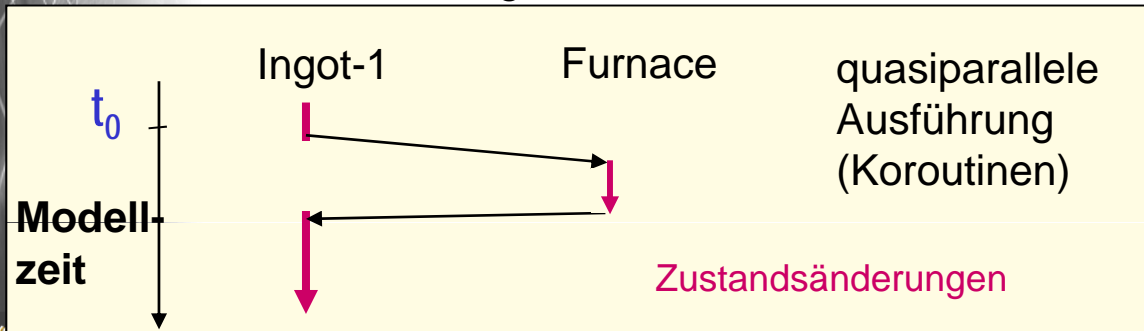 Ingot-1
Furnace
quasiparallele
Ausführung
(Koroutinen)
t₀
Modell-
zeit
Zustandsänderungen